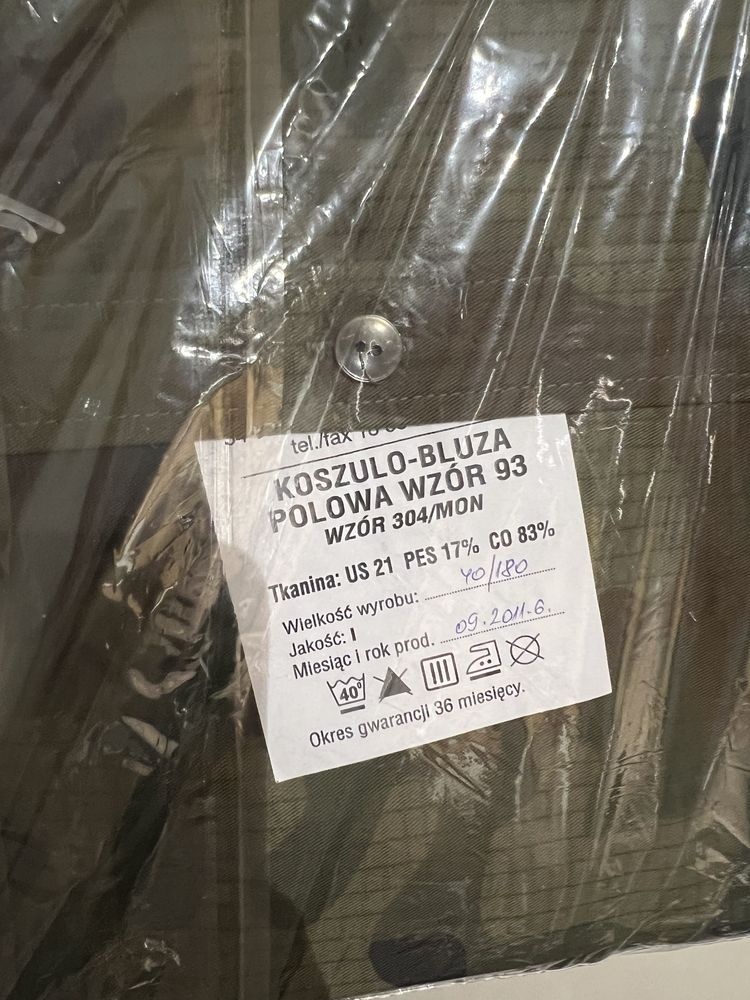 tel./fax
KOSZULO-BLUZA
POLOWA WZÓR 93
WZÓR 304/MON
Tkanina: US 21 PES 17% CO 83%
Wielkość wyrobu: 40/180
Jakość: I
Miesiąc i rok prod. 09.2011.6.
40°
Okres gwarancji 36 miesięcy.